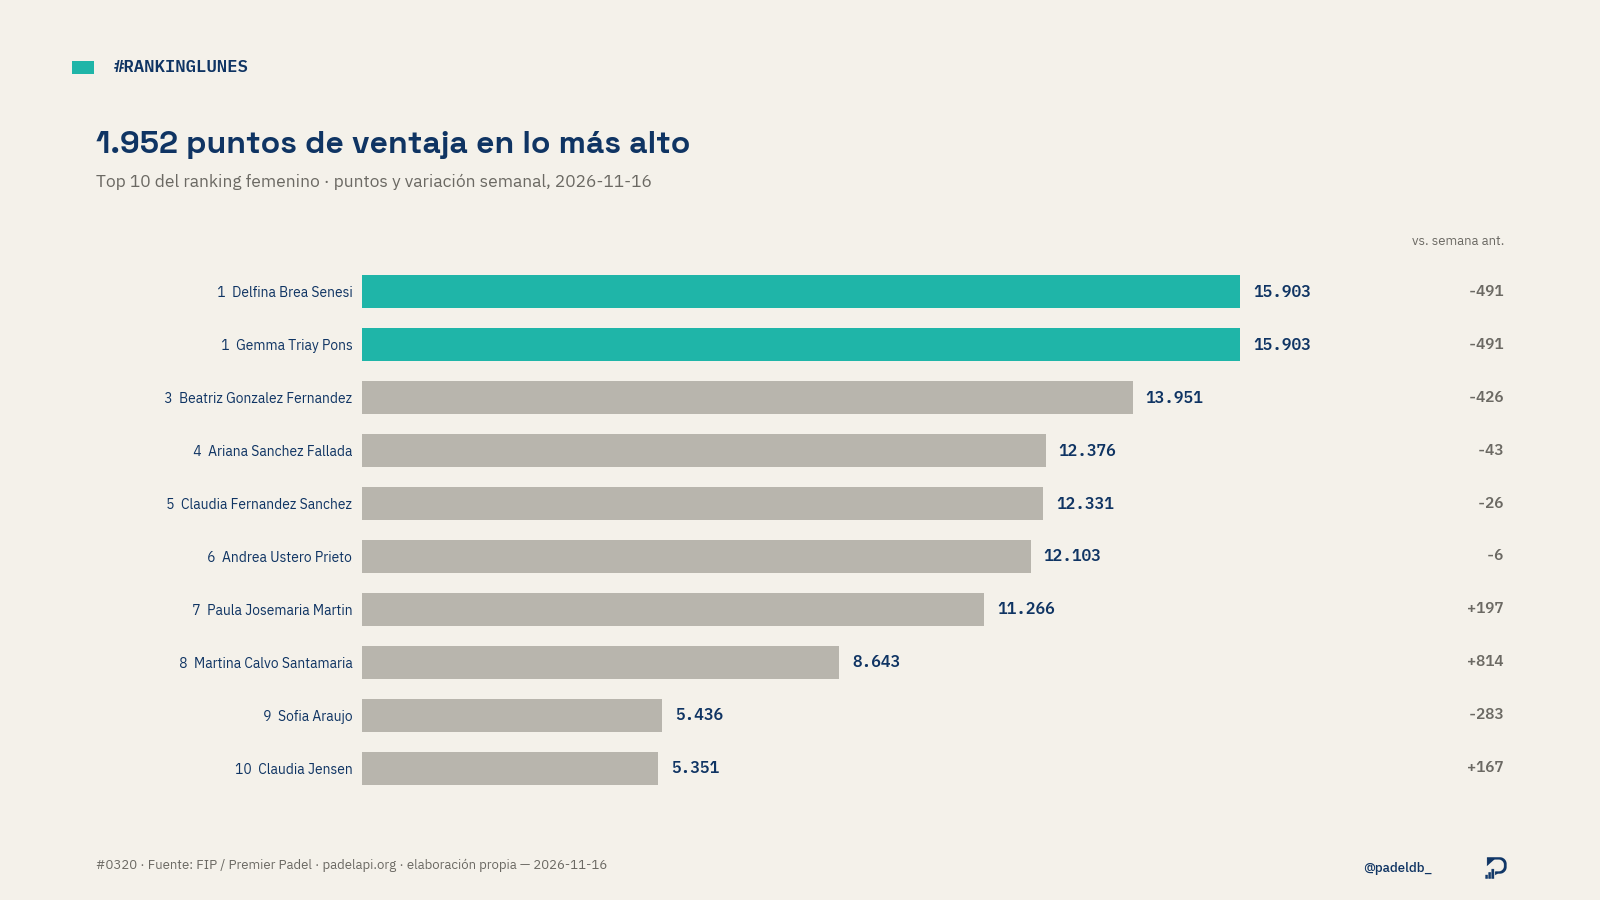 #RANKINGLUNES
1.952 puntos de ventaja en lo más alto
Top 10 del ranking femenino · puntos y variación semanal, 2026-11-16
vs. semana ant.
1 Delfina Brea Senesi 15.903 -491
1 Gemma Triay Pons 15.903 -491
3 Beatriz Gonzalez Fernandez 13.951 -426
4 Ariana Sanchez Fallada 12.376 -43
5 Claudia Fernandez Sanchez 12.331 -26
6 Andrea Ustero Prieto 12.103 -6
7 Paula Josemaria Martin 11.266 +197
8 Martina Calvo Santamaria 8.643 +814
9 Sofia Araujo 5.436 -283
10 Claudia Jensen 5.351 +167
#0320 · Fuente: FIP / Premier Padel · padelapi.org · elaboración propia — 2026-11-16
@padeldb_